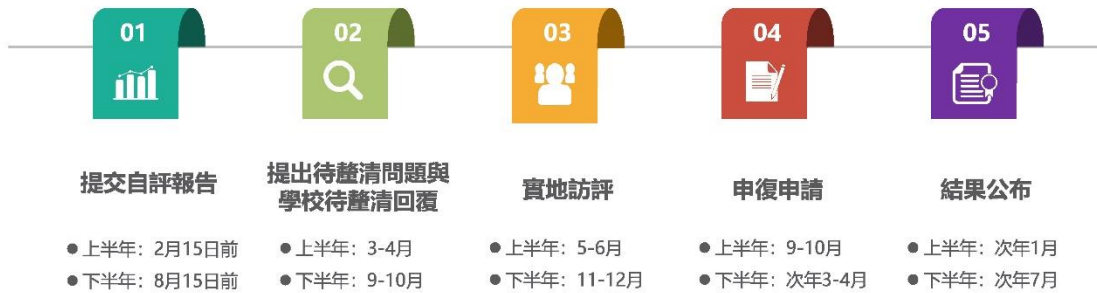 01
02
03
04
05
提交自評報告
提出待釐清問題與
學校待釐清回覆
實地訪評
申復申請
結果公布
●上半年：2月15日前
●下半年：8月15日前
●上半年：3-4月
●下半年：9-10月
●上半年：5-6月
●下半年：11-12月
●上半年：9-10月
●下半年：次年3-4月
●上半年：次年1月
●下半年：次年7月